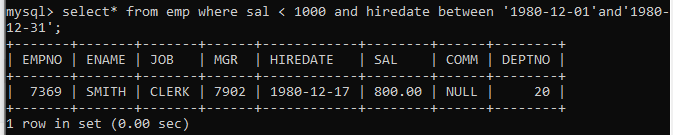 mysql> select* from emp where sal < 1000 and hiredate between '1980-12-01'and'1980-
12-31';
+-------+-------+-------+------+------------+--------+------+--------+
| EMPNO | ENAME | JOB   | MGR  | HIREDATE   | SAL    | COMM | DEPTNO |
+-------+-------+-------+------+------------+--------+------+--------+
|  7369 | SMITH | CLERK | 7902 | 1980-12-17 | 800.00 | NULL |     20 |
+-------+-------+-------+------+------------+--------+------+--------+
1 row in set (0.00 sec)